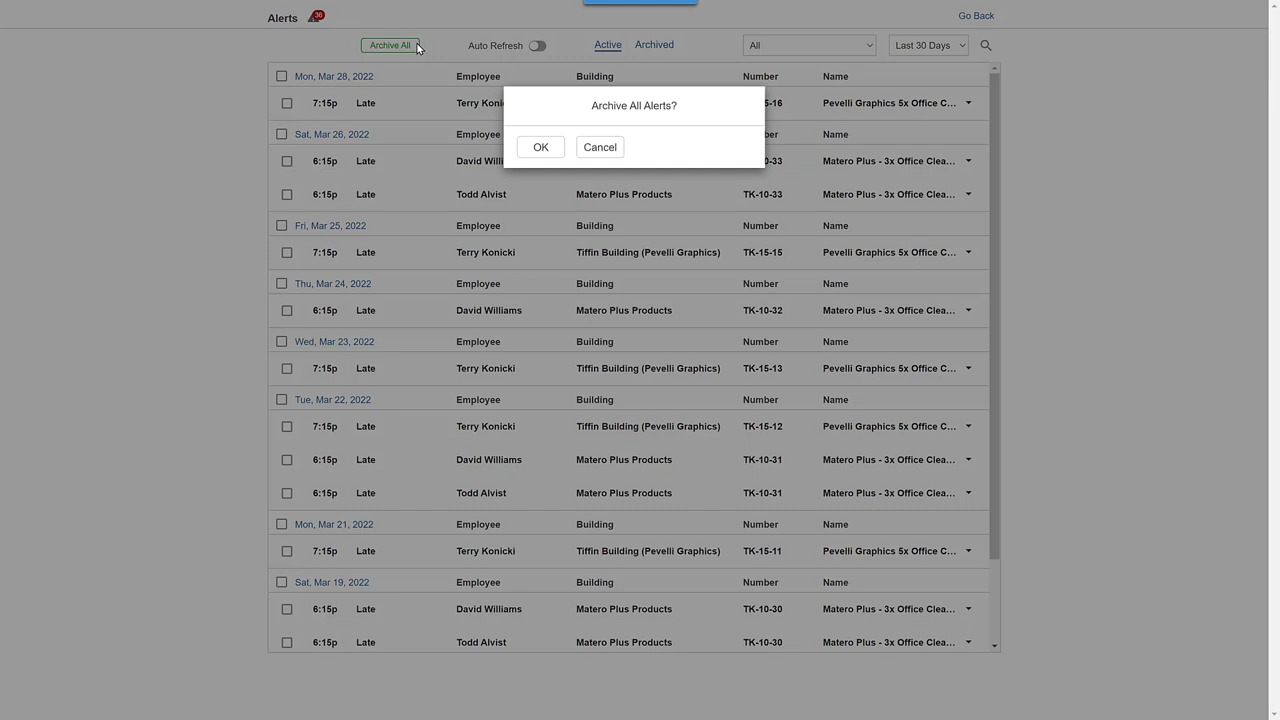 Alerts 36 Go Back
Archive All Auto Refresh Active Archived All Last 30 Days
Mon, Mar 28, 2022 Employee Building Number Name
7:15p Late Terry Koni 5-16 Pevelli Graphics 5x Office C...
Archive All Alerts?
Sat, Mar 26, 2022 Employee Name
OK Cancel
6:15p Late David Willi 0-33 Matero Plus - 3x Office Clea...
6:15p Late Todd Alvist Matero Plus Products TK-10-33 Matero Plus - 3x Office Clea...
Fri, Mar 25, 2022 Employee Building Number Name
7:15p Late Terry Konicki Tiffin Building (Pevelli Graphics) TK-15-15 Pevelli Graphics 5x Office C...
Thu, Mar 24, 2022 Employee Building Number Name
6:15p Late David Williams Matero Plus Products TK-10-32 Matero Plus - 3x Office Clea...
Wed, Mar 23, 2022 Employee Building Number Name
7:15p Late Terry Konicki Tiffin Building (Pevelli Graphics) TK-15-13 Pevelli Graphics 5x Office C...
Tue, Mar 22, 2022 Employee Building Number Name
7:15p Late Terry Konicki Tiffin Building (Pevelli Graphics) TK-15-12 Pevelli Graphics 5x Office C...
6:15p Late David Williams Matero Plus Products TK-10-31 Matero Plus - 3x Office Clea...
6:15p Late Todd Alvist Matero Plus Products TK-10-31 Matero Plus - 3x Office Clea...
Mon, Mar 21, 2022 Employee Building Number Name
7:15p Late Terry Konicki Tiffin Building (Pevelli Graphics) TK-15-11 Pevelli Graphics 5x Office C...
Sat, Mar 19, 2022 Employee Building Number Name
6:15p Late David Williams Matero Plus Products TK-10-30 Matero Plus - 3x Office Clea...
6:15p Late Todd Alvist Matero Plus Products TK-10-30 Matero Plus - 3x Office Clea...